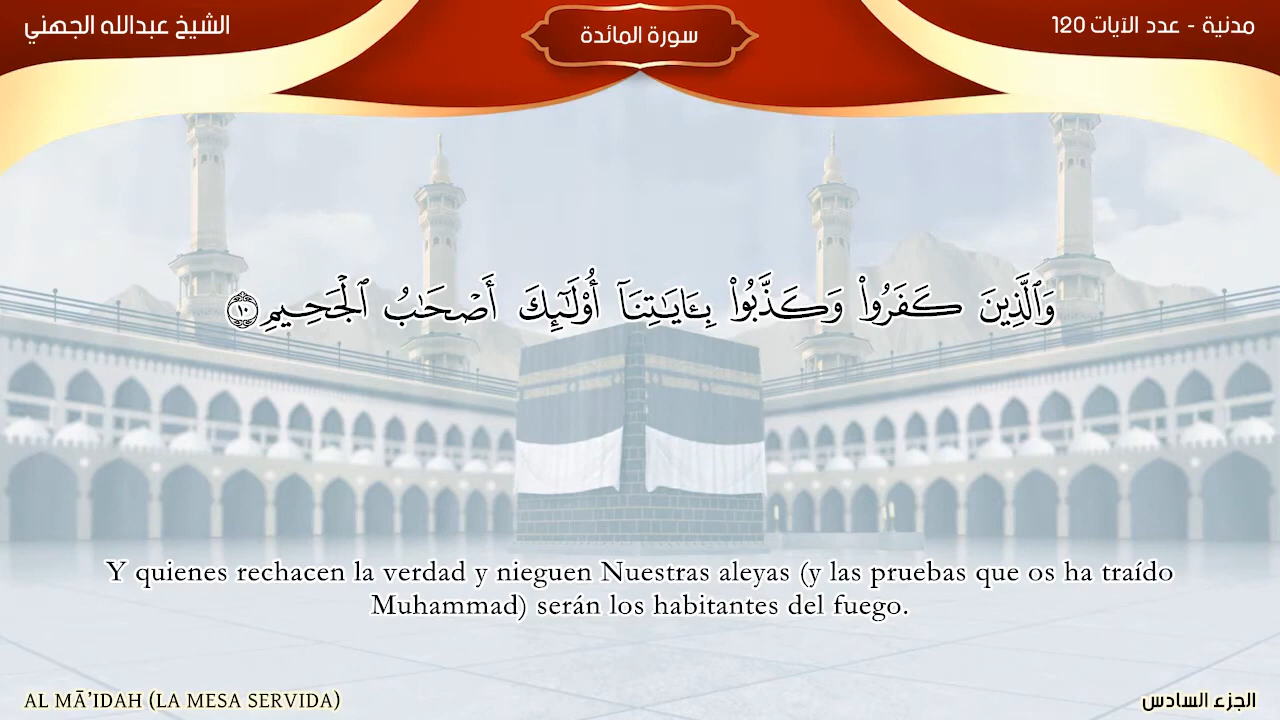 الشيخ عبدالله الجهني
سورة المائدة
مدنية - عدد الآيات 120
وَٱلَّذِينَ كَفَرُوا۟ وَكَذَّبُوا۟ بِـَٔايَـٰتِنَآ أُو۟لَـٰٓئِكَ أَصْحَـٰبُ ٱلْجَحِيمِ ١٠
Y quienes rechacen la verdad y nieguen Nuestras aleyas (y las pruebas que os ha traído
Muhammad) serán los habitantes del fuego.
AL MĀ’IDAH (LA MESA SERVIDA)
الجزء السادس